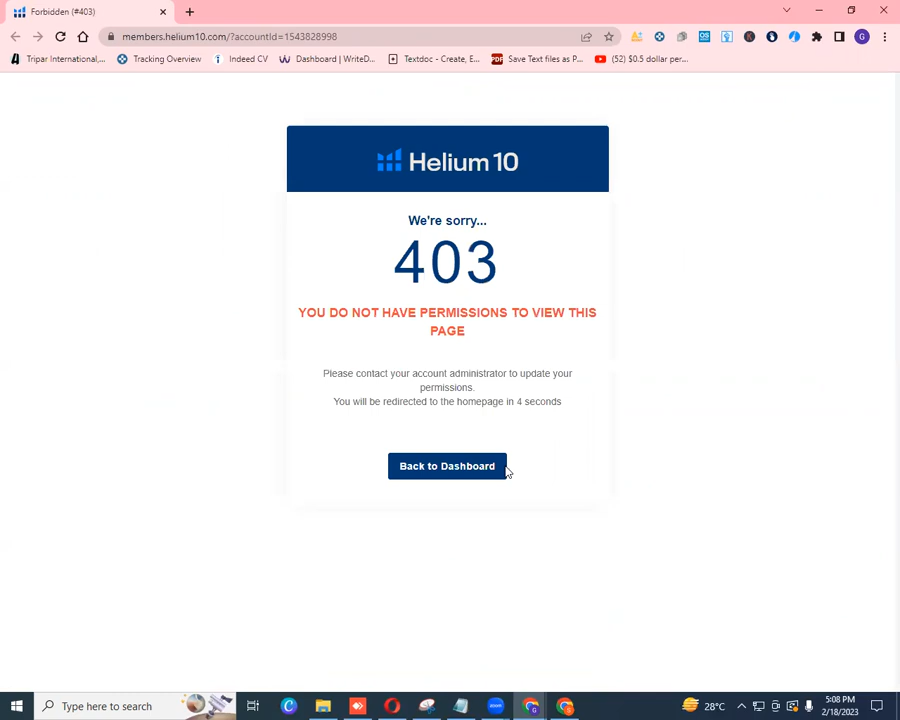 Forbidden (#403)
members.helium10.com/?accountId=1543828998
G
Tripar International,...
Tracking Overview
Indeed CV
Dashboard | WriteD...
Textdoc - Create, E...
PDF
Save Text files as P...
(52) $0.5 dollar per...
Helium 10
We're sorry...
403
YOU DO NOT HAVE PERMISSIONS TO VIEW THIS
PAGE
Please contact your account administrator to update your
permissions.
You will be redirected to the homepage in 4 seconds
Back to Dashboard
Type here to search
zoom
28°C
5:08 PM
2/18/2023